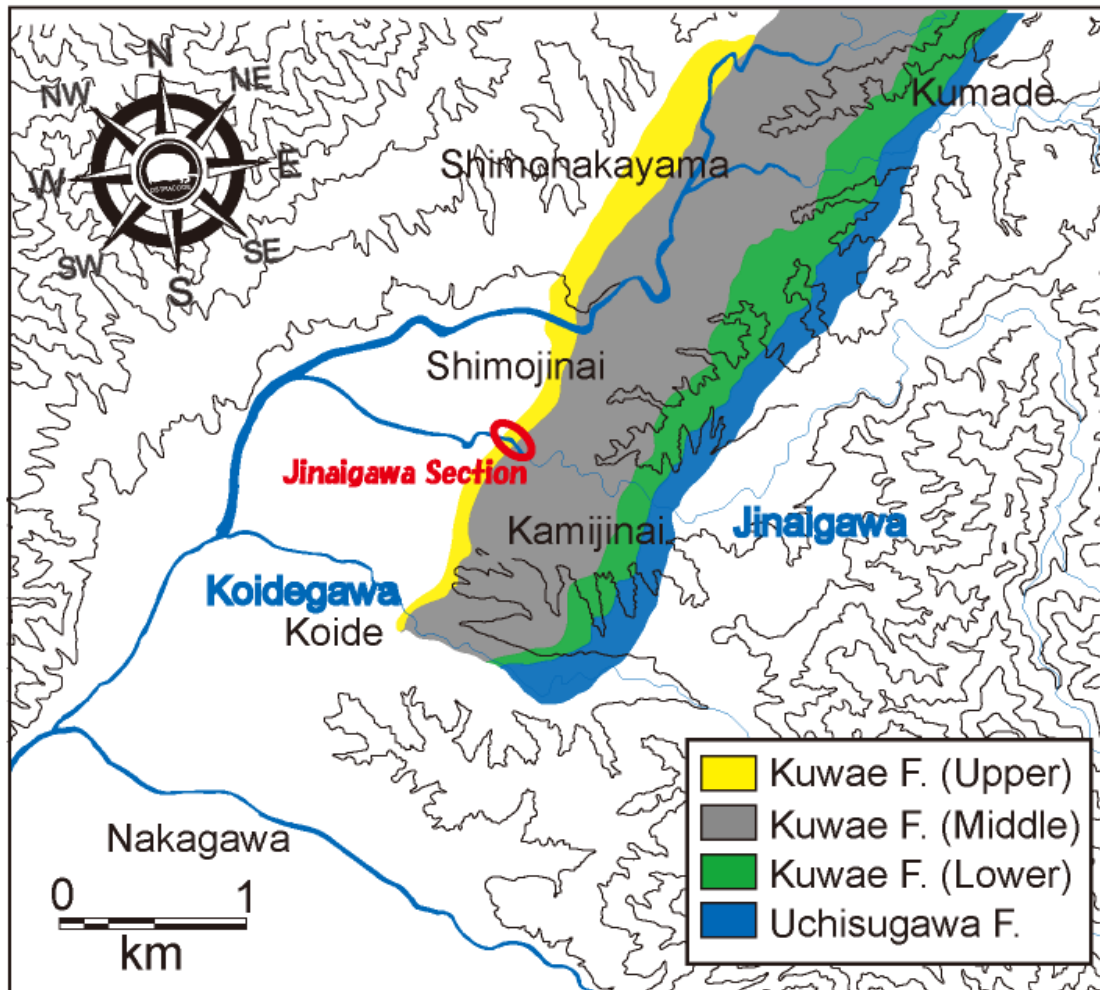 N
NW
NE
W
E
SW
SE
S
Kumade
Shimonakayama
Shimojinai
Jinaigawa Section
Kamijinai
Jinaigawa
Koidegawa
Koide
Nakagawa
0 1
km
Kuwae F. (Upper)
Kuwae F. (Middle)
Kuwae F. (Lower)
Uchisugawa F.